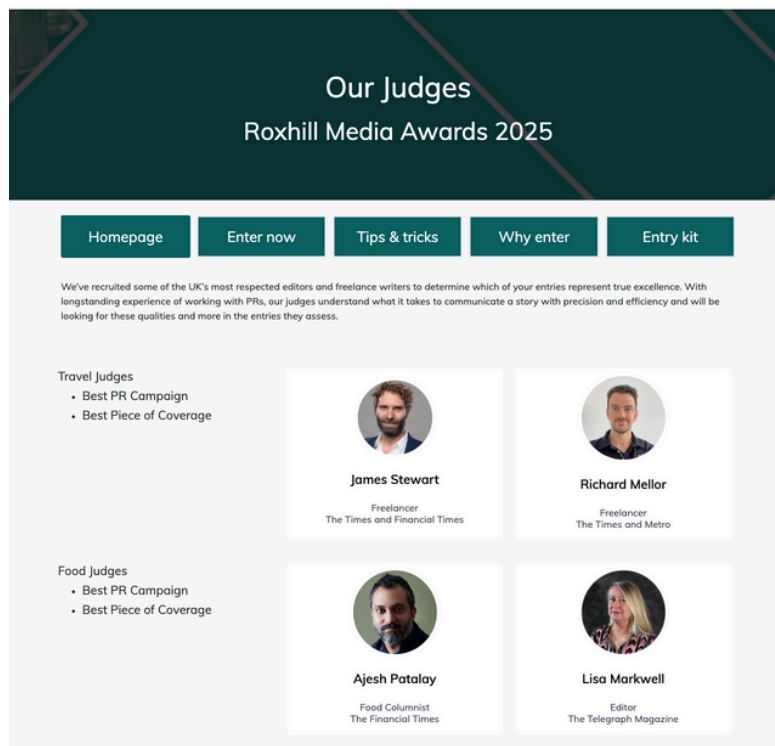 Our Judges
Roxhill Media Awards 2025
Homepage
Enter now
Tips & tricks
Why enter
Entry kit
We've recruited some of the UK's most respected editors and freelance writers to determine which of your entries represent true excellence. With
longstanding experience of working with PRs, our judges understand what it takes to communicate a story with precision and efficiency and will be
looking for these qualities and more in the entries they assess.
Travel Judges
• Best PR Campaign
• Best Piece of Coverage
James Stewart
Freelancer
The Times and Financial Times
Richard Mellor
Freelancer
The Times and Metro
Food Judges
• Best PR Campaign
• Best Piece of Coverage
Ajesh Patalay
Food Columnist
The Financial Times
Lisa Markwell
Editor
The Telegraph Magazine